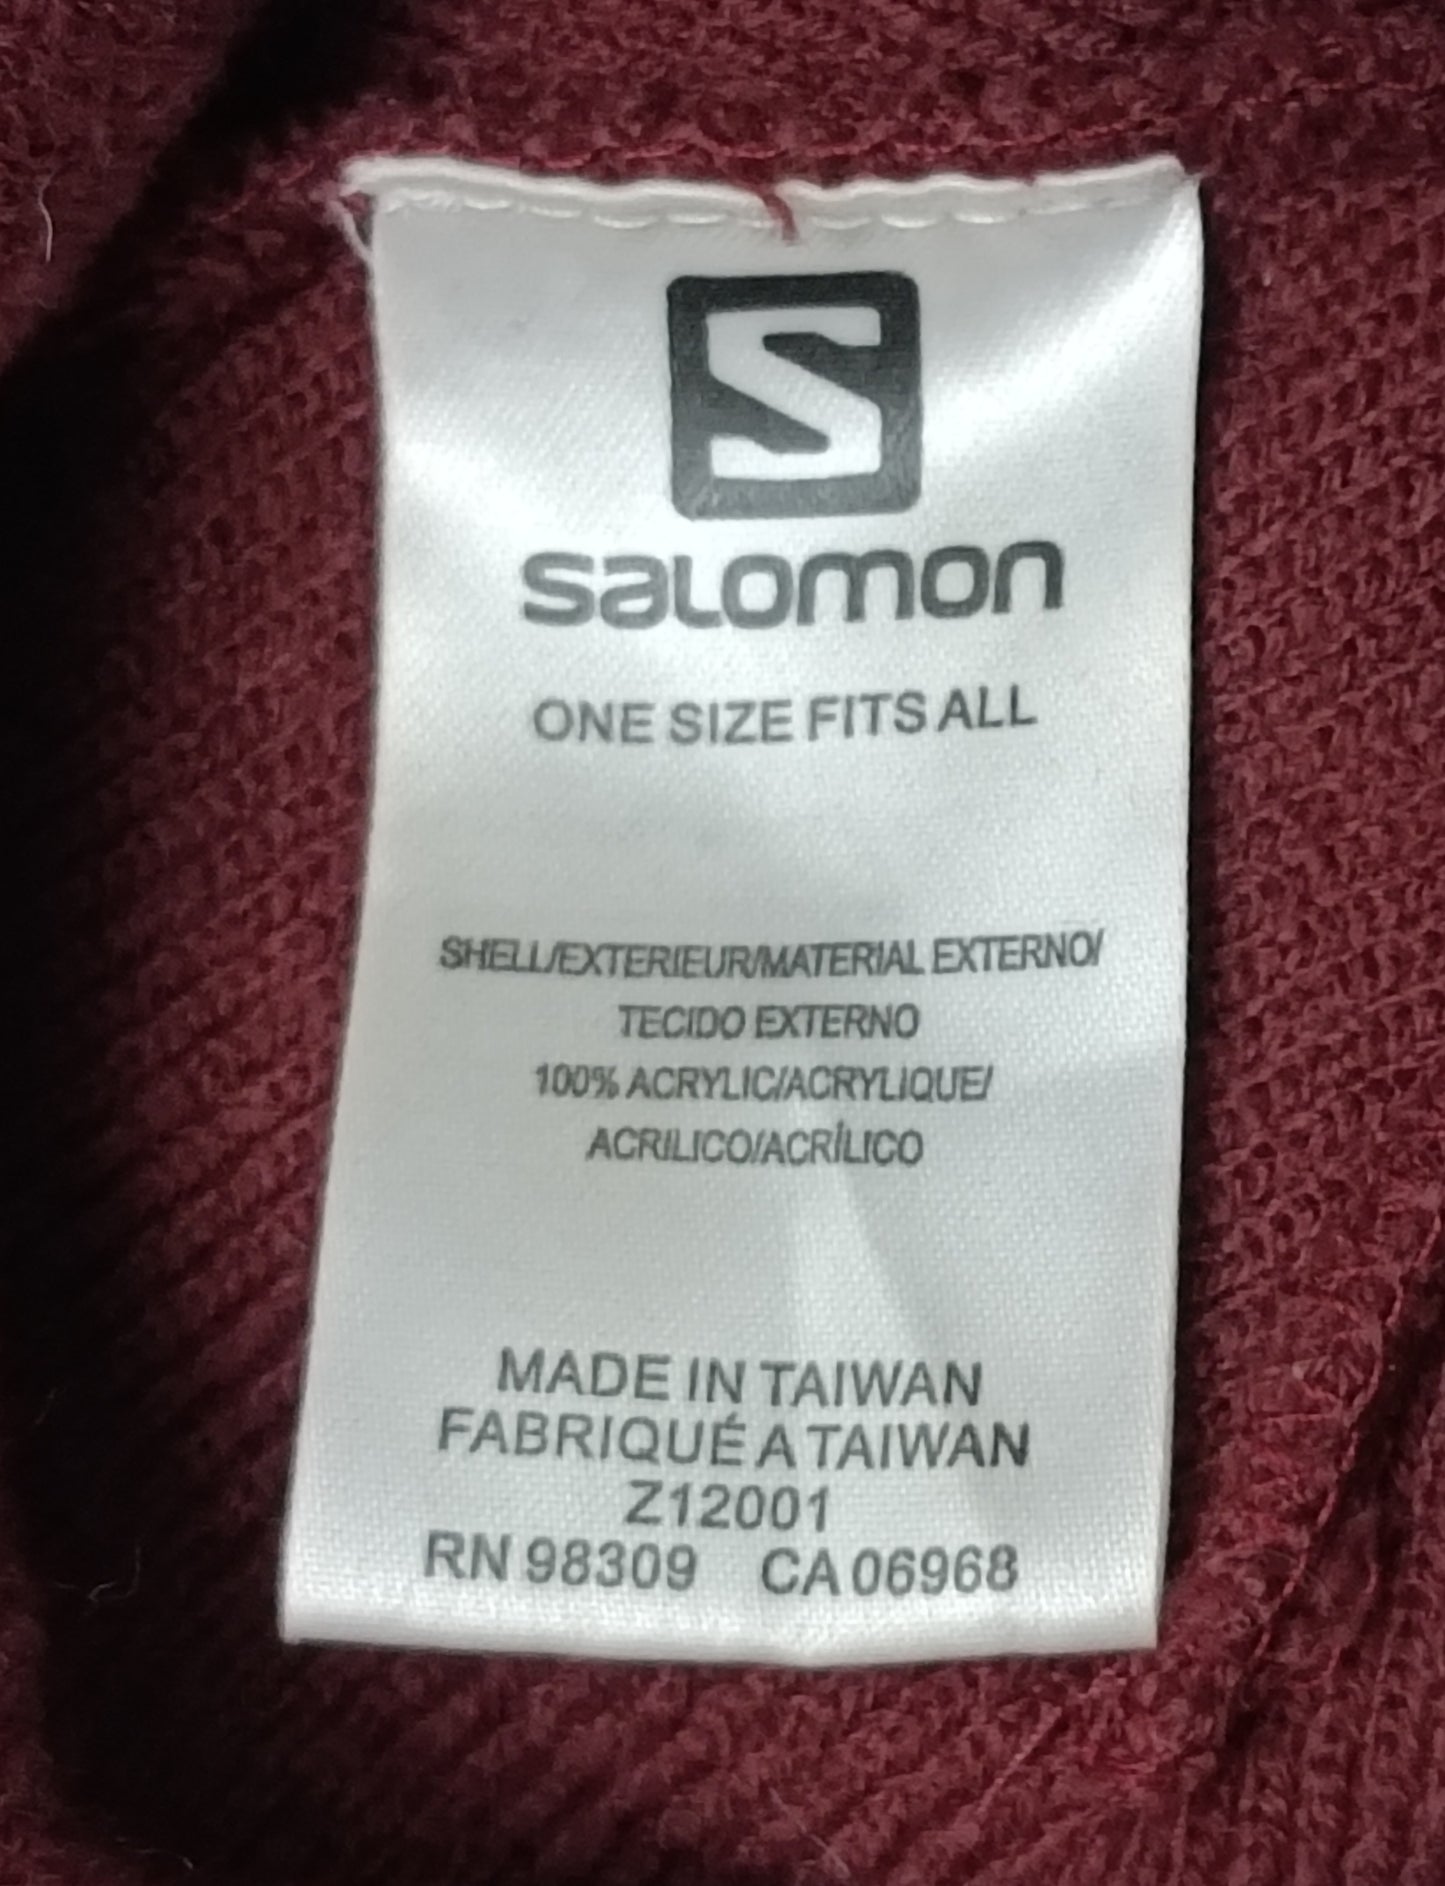 S
salomon
ONE SIZE FITS ALL
SHELL/EXTERIEUR/MATERIAL EXTERNO/
TECIDO EXTERNO
100% ACRYLIC/ACRYLIQUE/
ACRILICO/ACRÍLICO
MADE IN TAIWAN
FABRIQUÉ A TAIWAN
Z12001
RN 98309 CA 06968